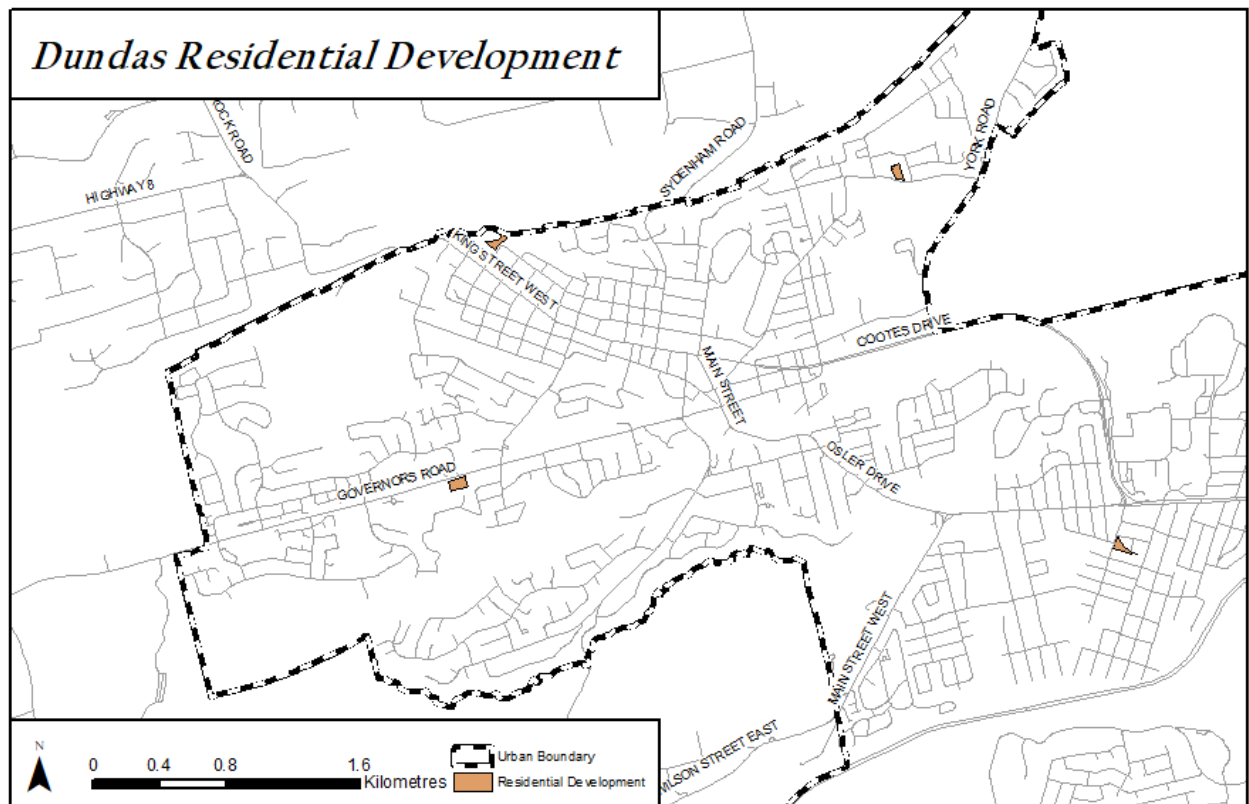 Dundas Residential Development
OCK ROAD
HIGHWAY 8
SYDENHAM ROAD
YORK ROAD
KING STREET WEST
COOTES DRIVE
MAIN STREET
OSLER DRIVE
GOVERNORS ROAD
MAIN STREET WEST
WILSON STREET EAST
N
0 0.4 0.8 1.6
Kilometres
Urban Boundary
Residential Development